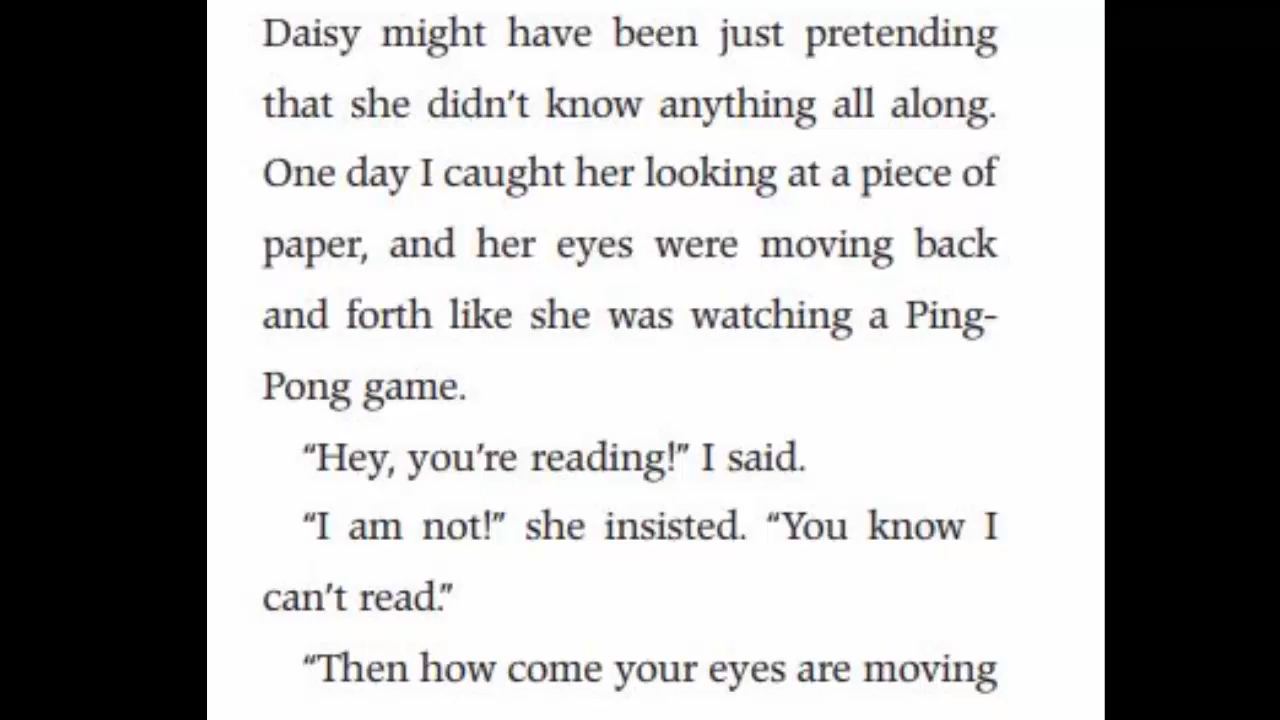 Daisy might have been just pretending
that she didn't know anything all along.
One day I caught her looking at a piece of
paper, and her eyes were moving back
and forth like she was watching a Ping-
Pong game.
“Hey, you're reading!” I said.
“I am not!” she insisted. “You know I
can't read.”
“Then how come your eyes are moving